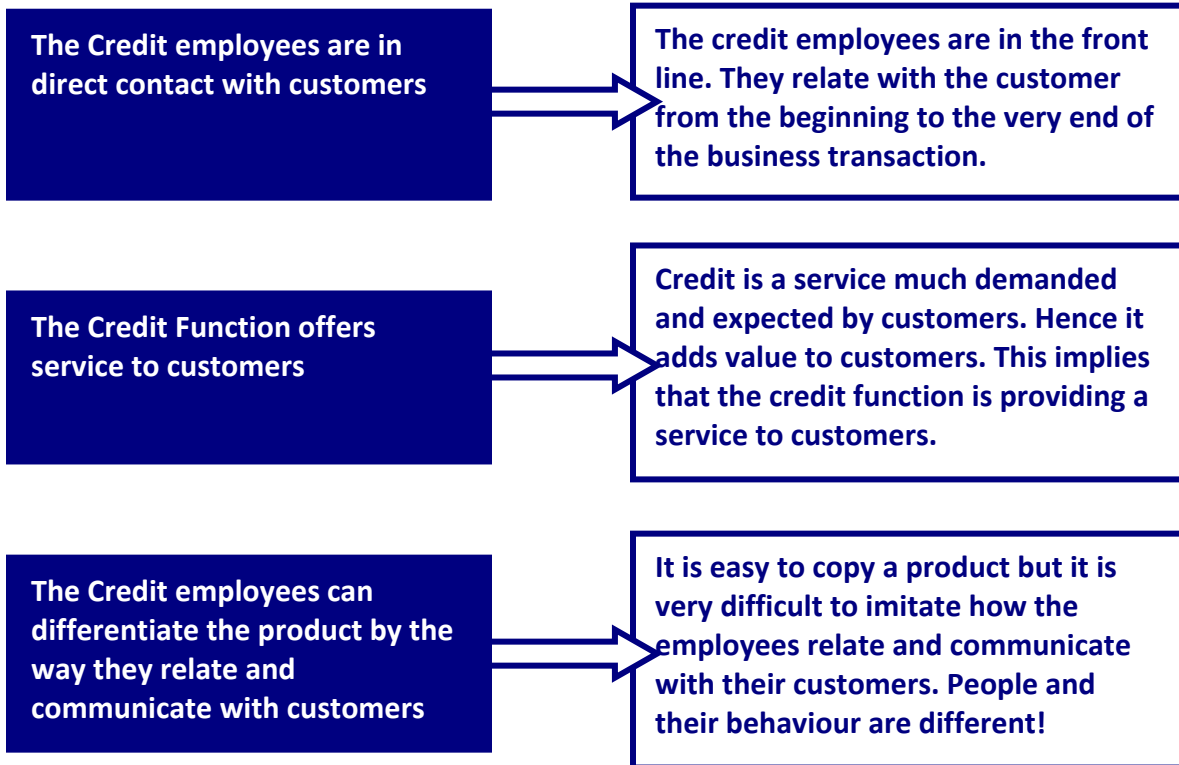 The Credit employees are in
direct contact with customers
The credit employees are in the front
line. They relate with the customer
from the beginning to the very end of
the business transaction.
The Credit Function offers
service to customers
Credit is a service much demanded
and expected by customers. Hence it
adds value to customers. This implies
that the credit function is providing a
service to customers.
The Credit employees can
differentiate the product by the
way they relate and
communicate with customers
It is easy to copy a product but it is
very difficult to imitate how the
employees relate and communicate
with their customers. People and
their behaviour are different!